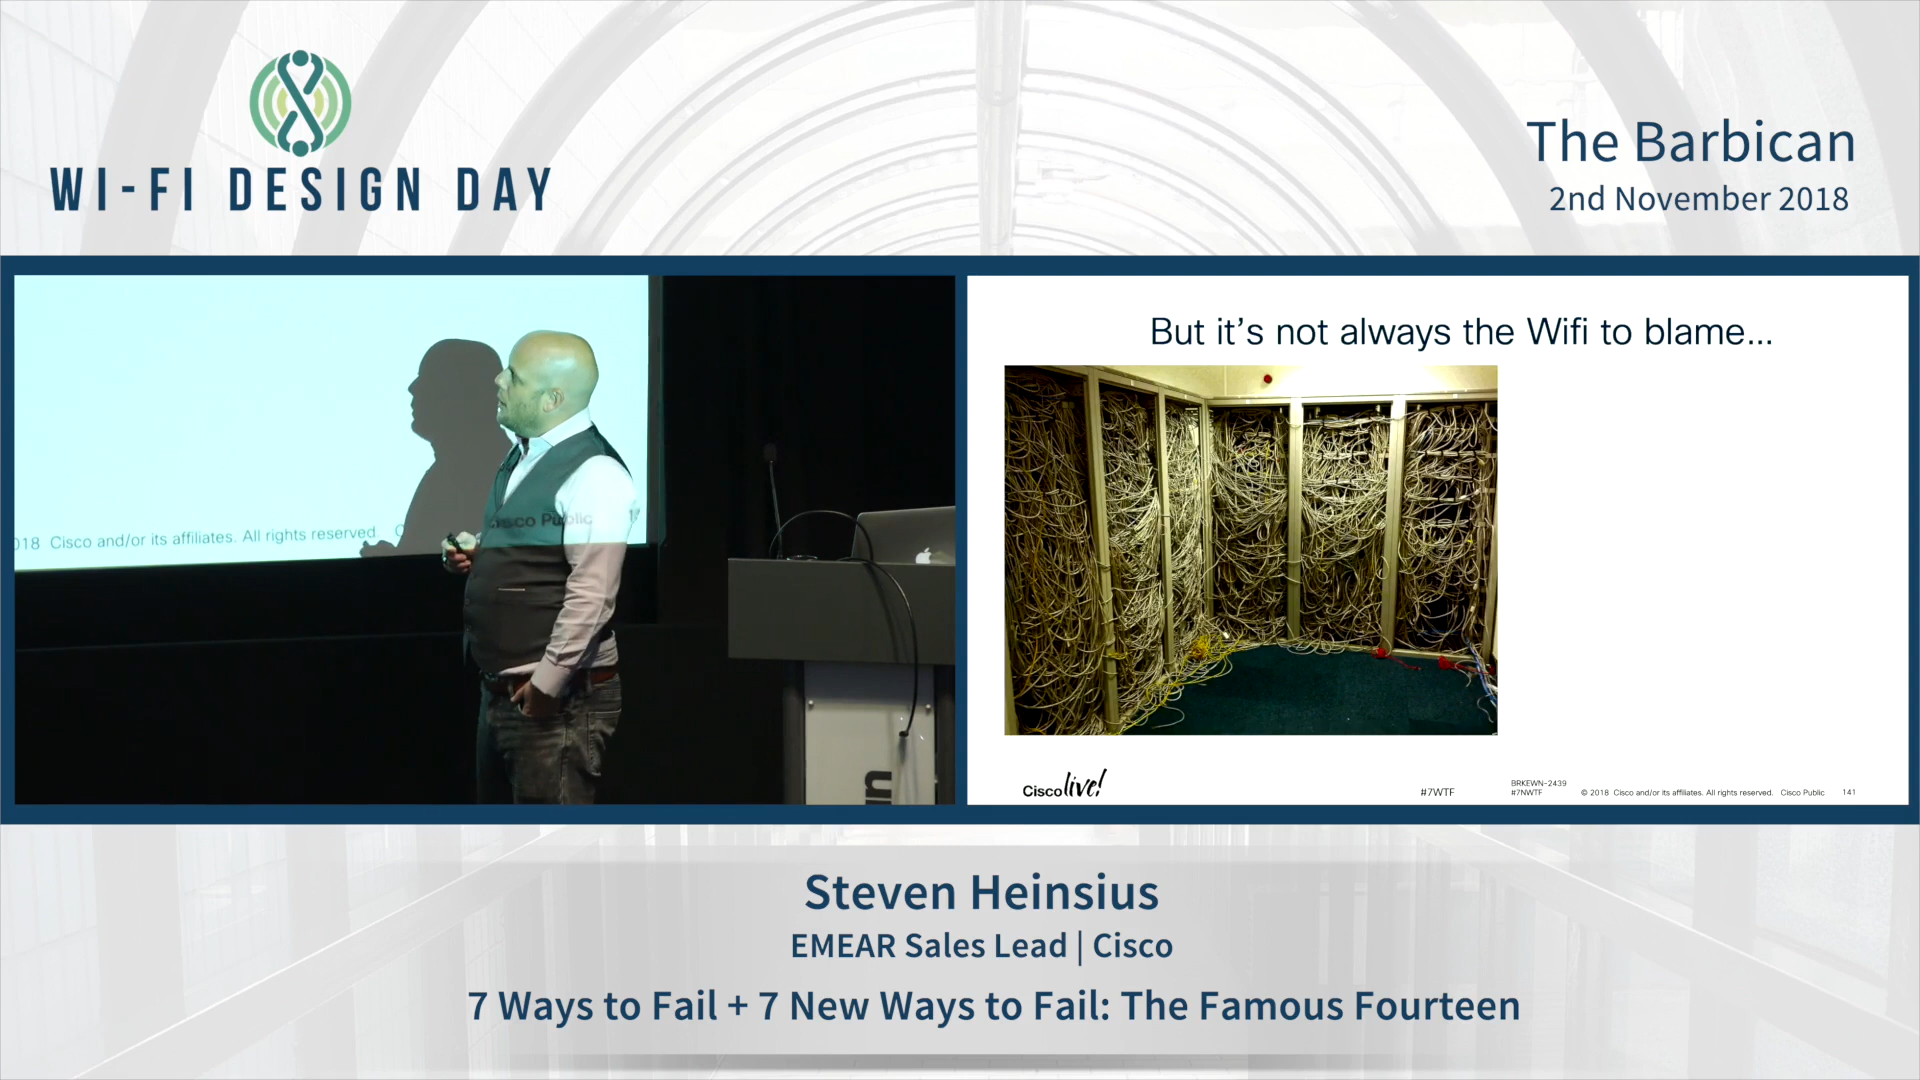 WI-FI DESIGN DAY
The Barbican
2nd November 2018
018 Cisco and/or its affiliates. All rights reserved
Cisco Public
But it's not always the Wifi to blame...
Cisco live!
#7WTF
BRKEWN-2439
#7NWTF
© 2018 Cisco and/or its affiliates. All rights reserved. Cisco Public 141
Steven Heinsius
EMEAR Sales Lead | Cisco
7 Ways to Fail + 7 New Ways to Fail: The Famous Fourteen